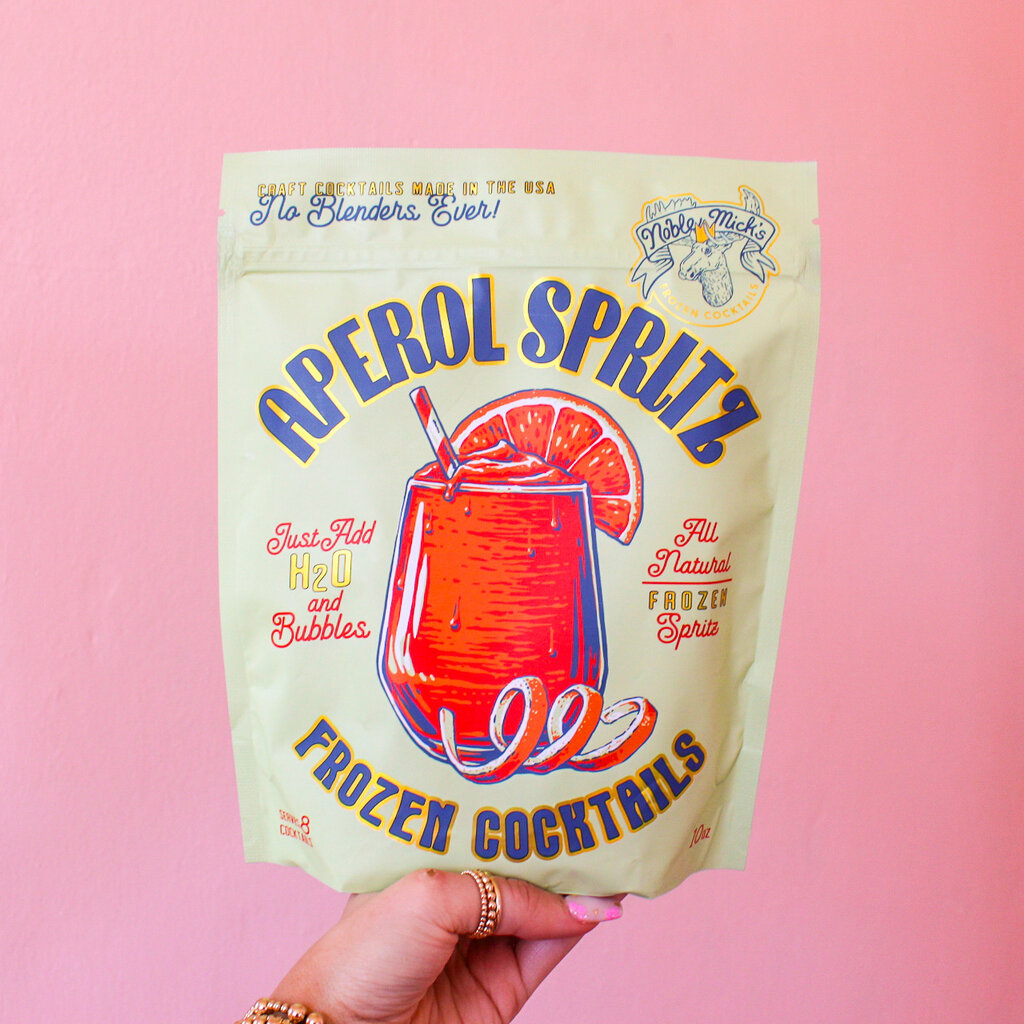 CRAFT COCKTAILS MADE IN THE USA
No Blenders Ever!
Noble Mick's
FROZEN COCKTAILS
APEROL SPRITZ
Just Add
H2O
and
Bubbles
All
Natural
FROZEN
Spritz
FROZEN COCKTAILS
SERVES 8
COCKTAILS
10oz